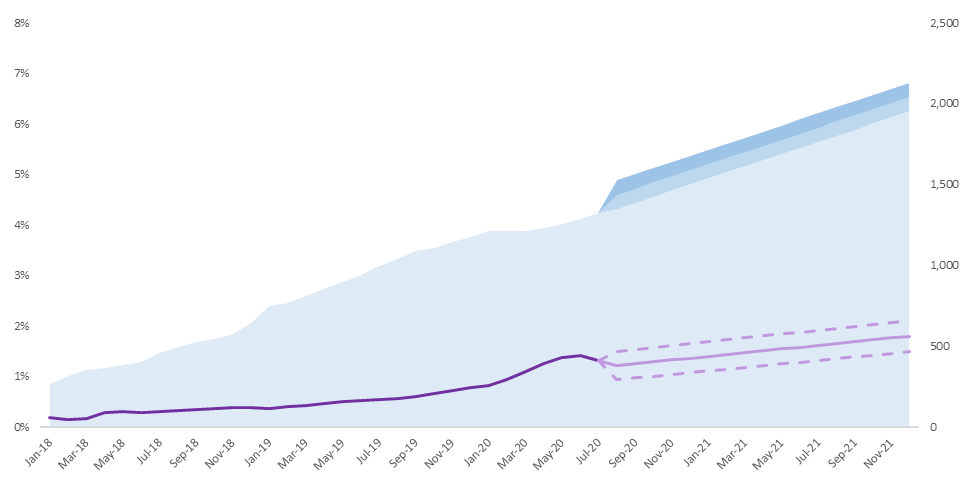 8%
7%
6%
5%
4%
3%
2%
1%
0%
2,500
2,000
1,500
1,000
500
0
Jan-18
Mar-18
May-18
Jul-18
Sep-18
Nov-18
Jan-19
Mar-19
May-19
Jul-19
Sep-19
Nov-19
Jan-20
Mar-20
May-20
Jul-20
Sep-20
Nov-20
Jan-21
Mar-21
May-21
Jul-21
Sep-21
Nov-21